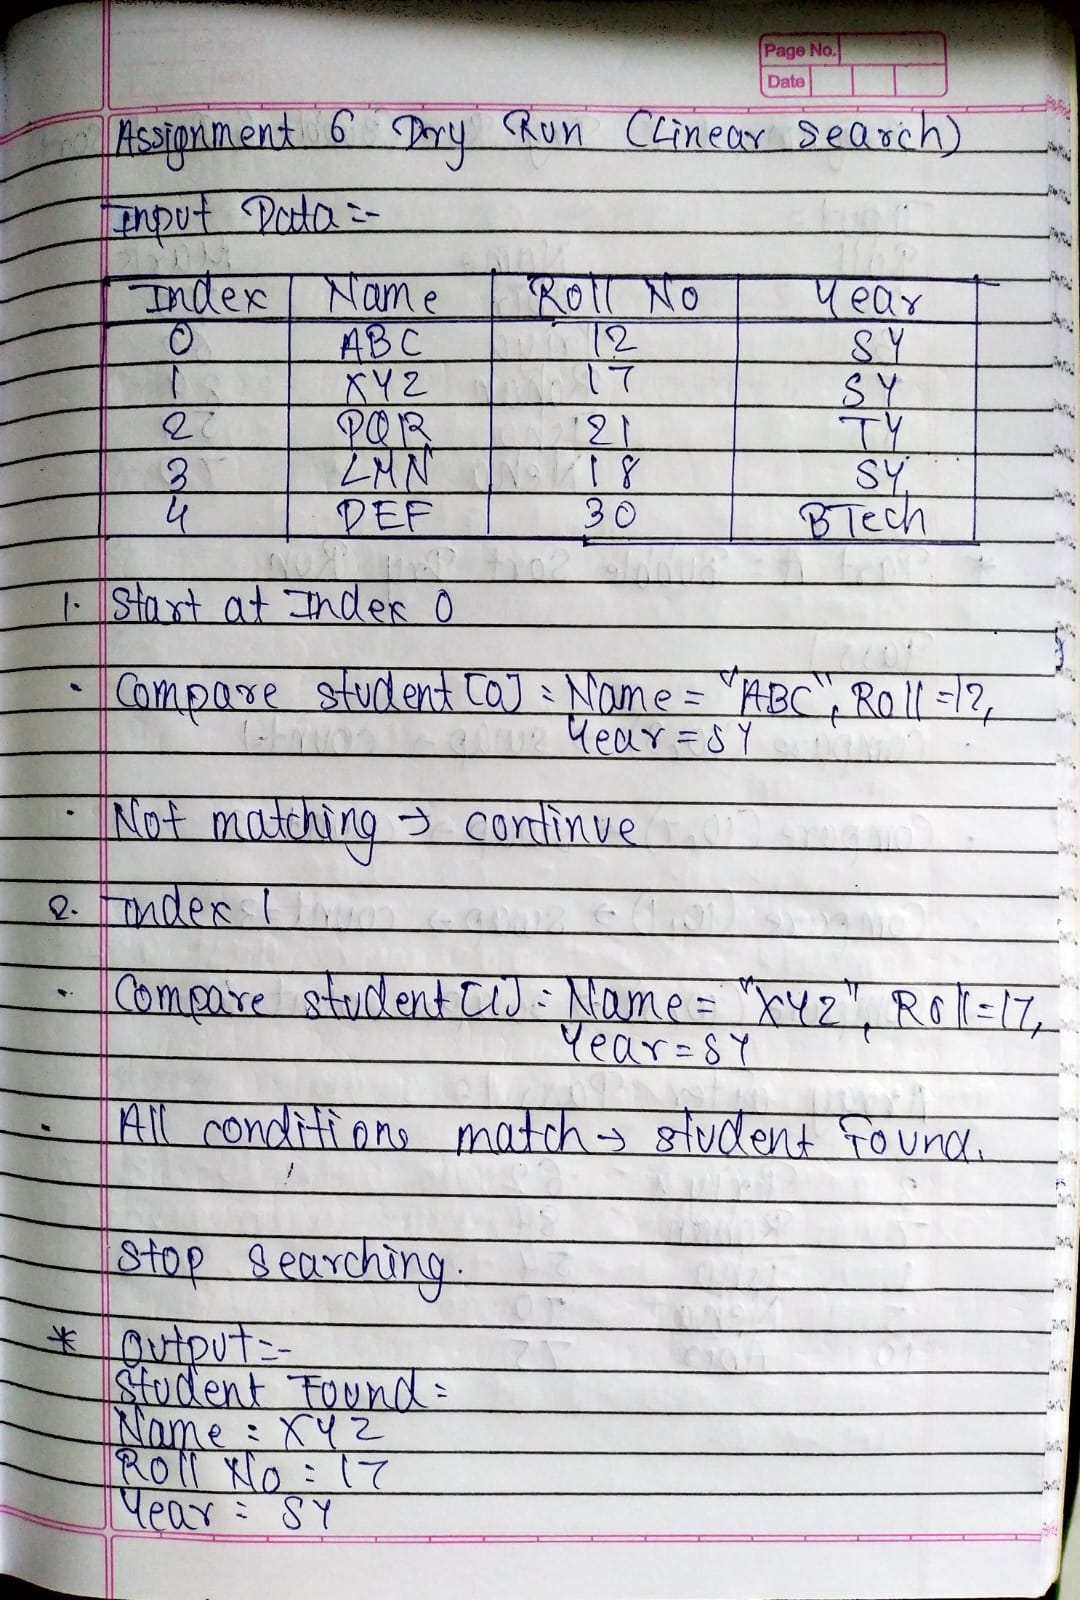 Page No.
Date
Assignment 6 Dry Run (Linear Search)
Input Data :-
Index Name Roll No Year
0 ABC 12 SY
1 XYZ 17 SY
2 PQR 21 TY
3 LMN 18 SY
4 DEF 30 BTech
1. Start at Index 0
• Compare student [0] : Name = "ABC", Roll = 12,
Year = SY
• Not matching → continue
2. Index 1
• Compare student [1] : Name = "XYZ", Roll = 17,
Year = SY
• All conditions match → student Found.
Stop Searching.
* Output :-
Student Found :
Name : XYZ
Roll No : 17
Year : SY